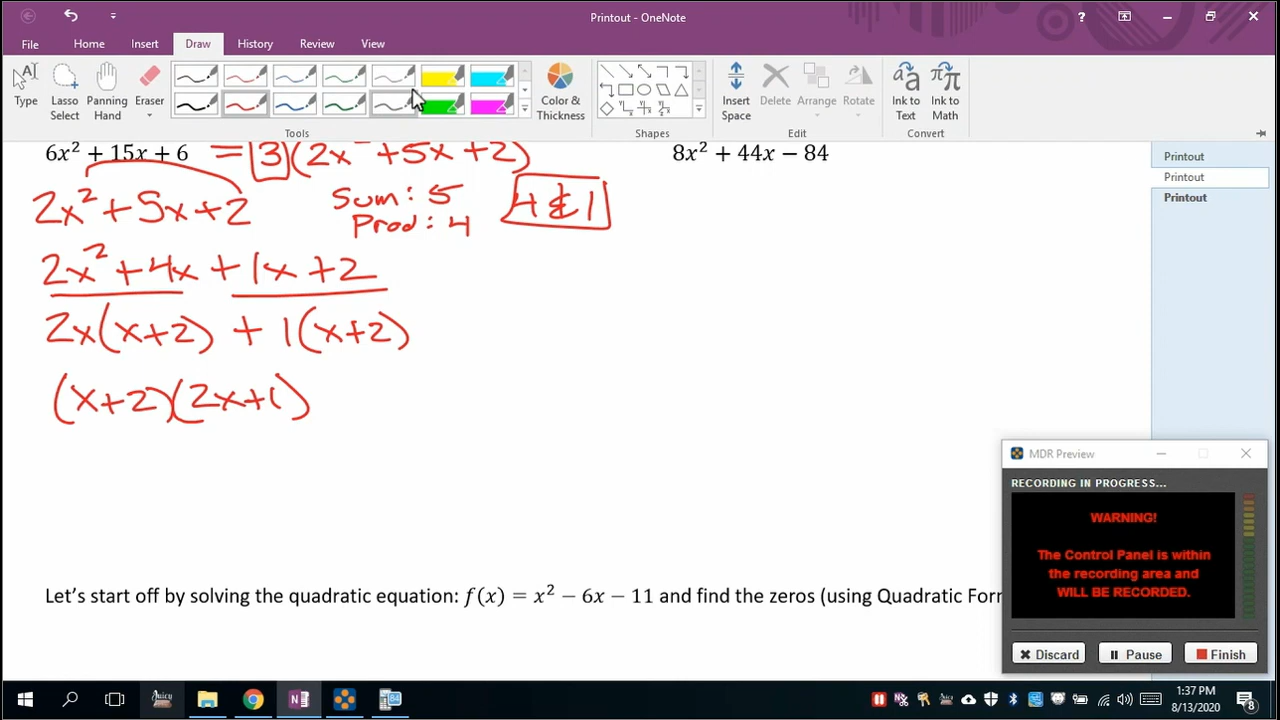 Printout - OneNote
?
File Home Insert Draw History Review View
Type Lasso Select Panning Hand Eraser Color & Thickness Insert Space Delete Arrange Rotate Ink to Text Ink to Math
Tools Shapes Edit Convert
6x² + 15x + 6 = 3(2x²+5x+2)
8x² + 44x − 84
2x²+5x+2
Sum: 5
Prod: 4
4 & 1
2x²+4x+1x+2
2x(x+2) + 1(x+2)
(x+2)(2x+1)
Let's start off by solving the quadratic equation: f(x) = x² − 6x − 11 and find the zeros (using Quadratic Form
Printout
Printout
Printout
MDR Preview
RECORDING IN PROGRESS...
WARNING!
The Control Panel is within
the recording area and
WILL BE RECORDED.
Discard Pause Finish
1:37 PM
8/13/2020
8